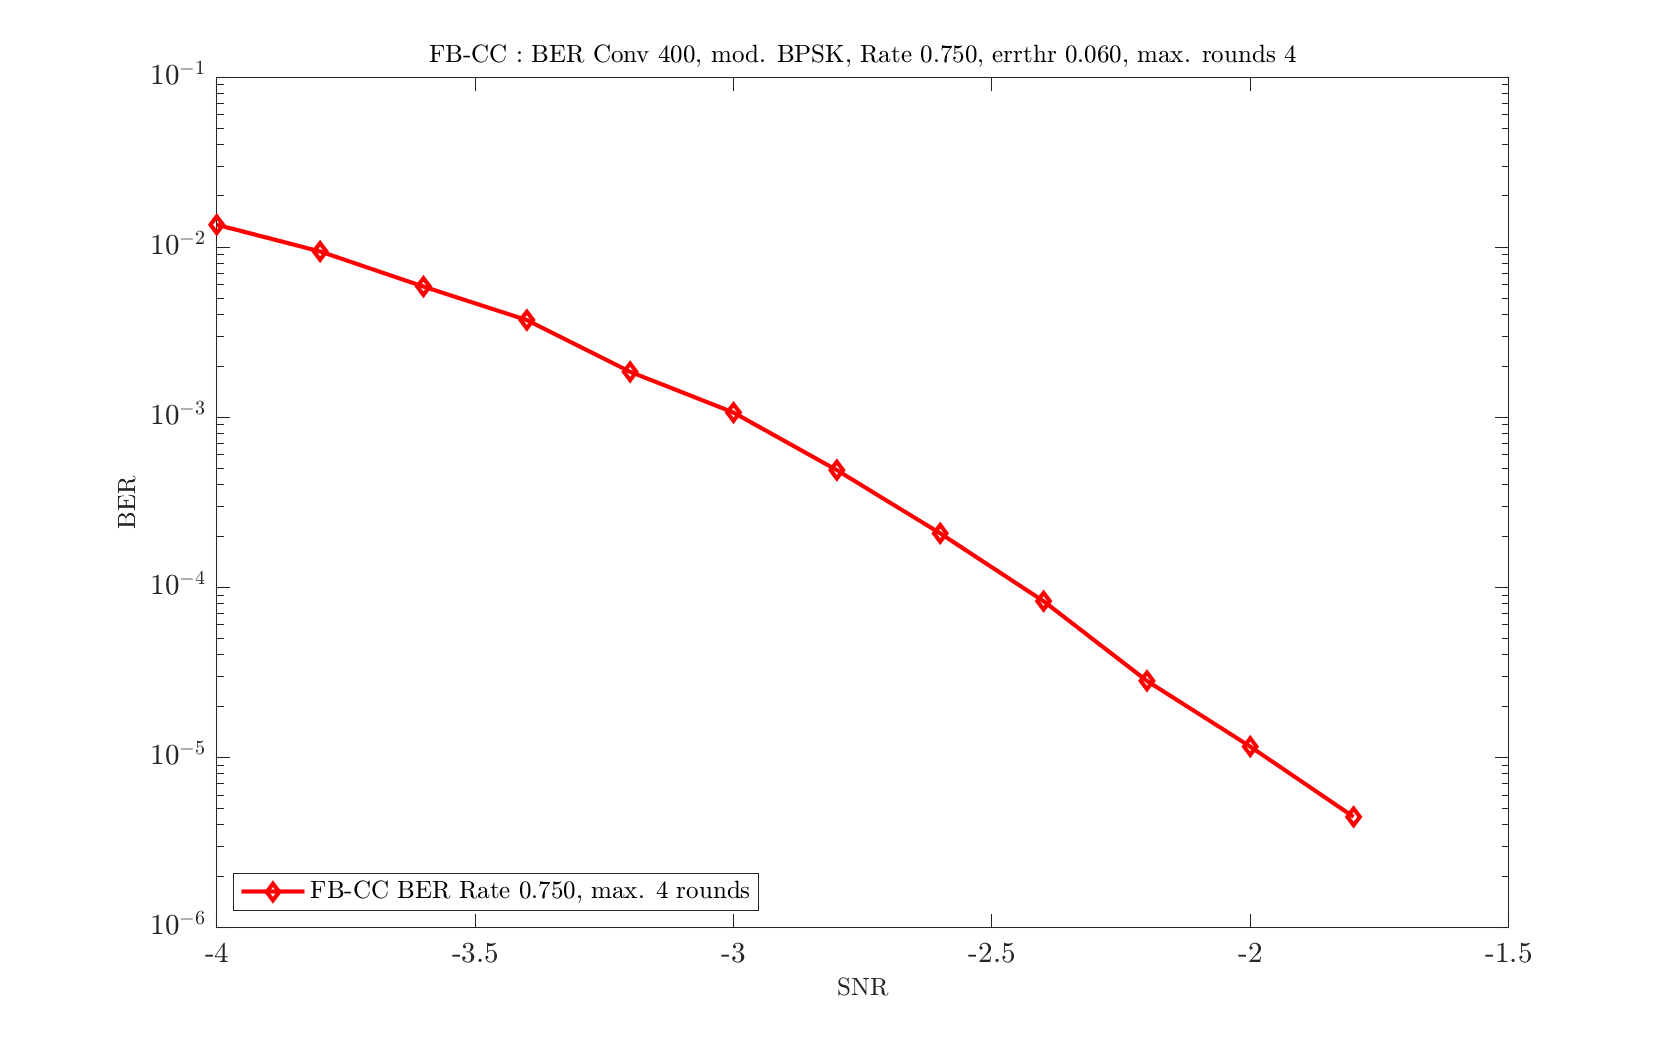 FB-CC : BER Conv 400, mod. BPSK, Rate 0.750, errthr 0.060, max. rounds 4
10⁻¹
10⁻²
10⁻³
10⁻⁴
10⁻⁵
10⁻⁶
BER
FB-CC BER Rate 0.750, max. 4 rounds
-4 -3.5 -3 -2.5 -2 -1.5
SNR